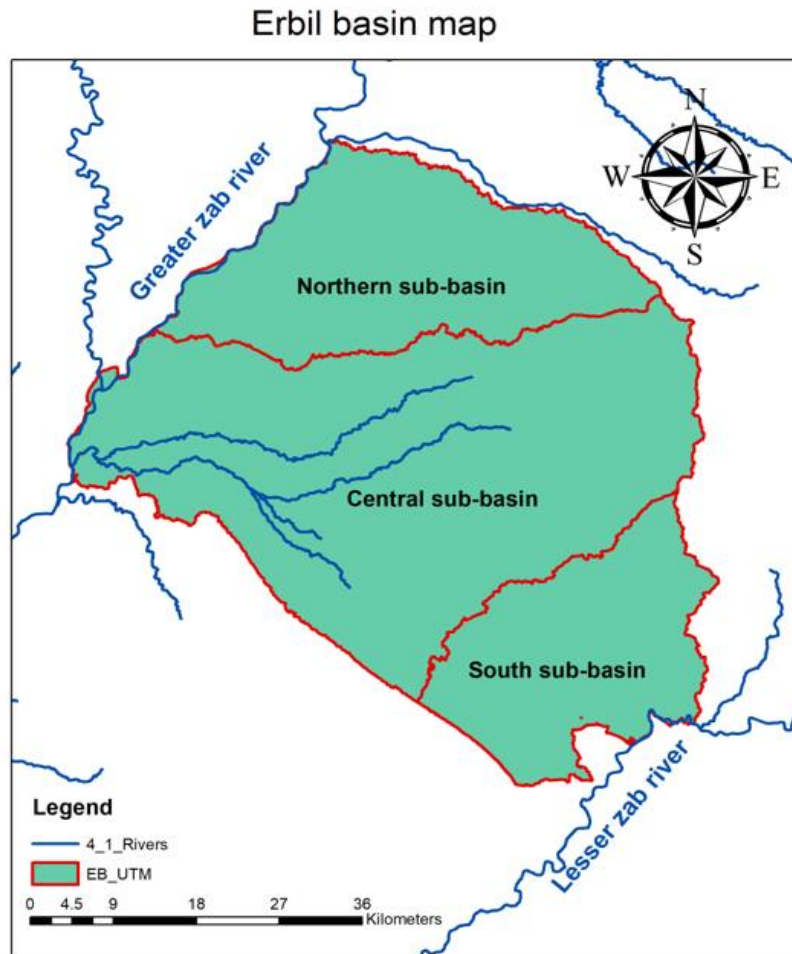 Erbil basin map
N
W E
S
Greater zab river
Northern sub-basin
Central sub-basin
South sub-basin
Lesser zab river
Legend
4_1_Rivers
EB_UTM
0 4.5 9 18 27 36
Kilometers